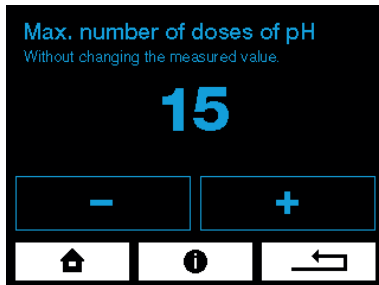 Max. number of doses of pH
Without changing the measured value.
15
− +